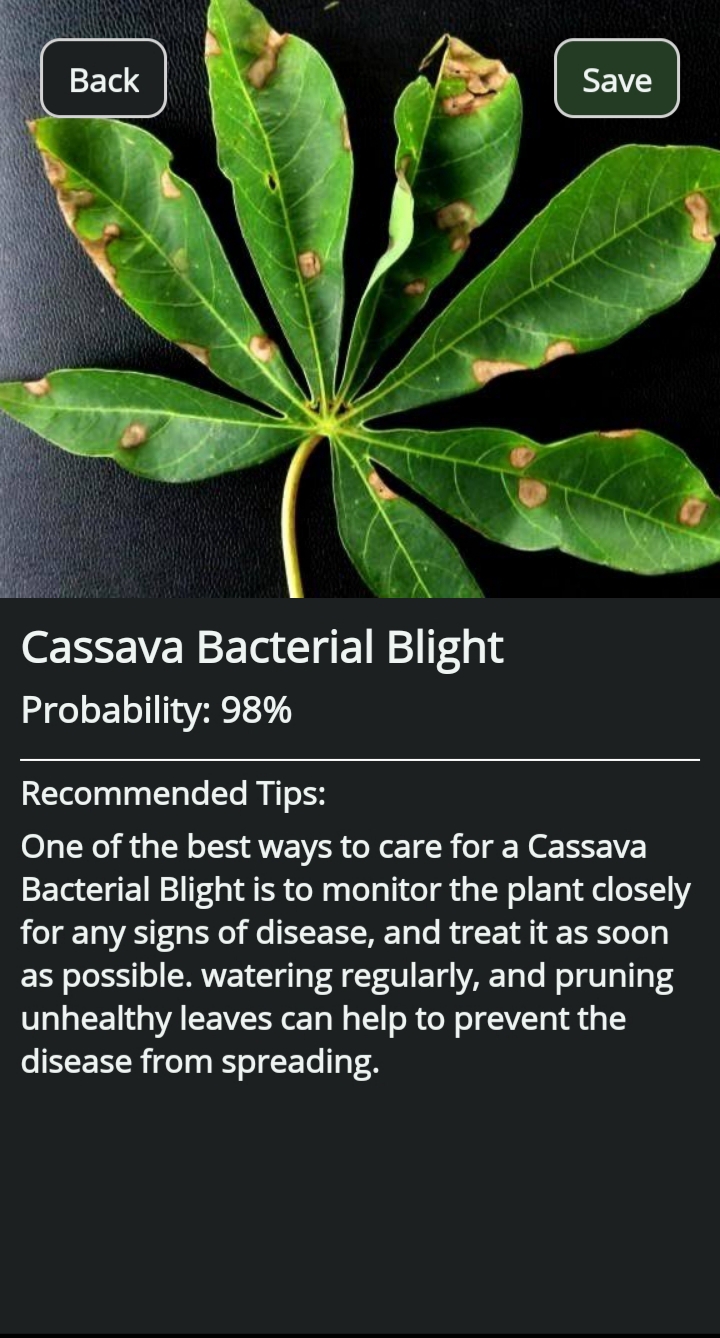 Back
Save
Cassava Bacterial Blight
Probability: 98%
Recommended Tips:
One of the best ways to care for a Cassava
Bacterial Blight is to monitor the plant closely
for any signs of disease, and treat it as soon
as possible. watering regularly, and pruning
unhealthy leaves can help to prevent the
disease from spreading.